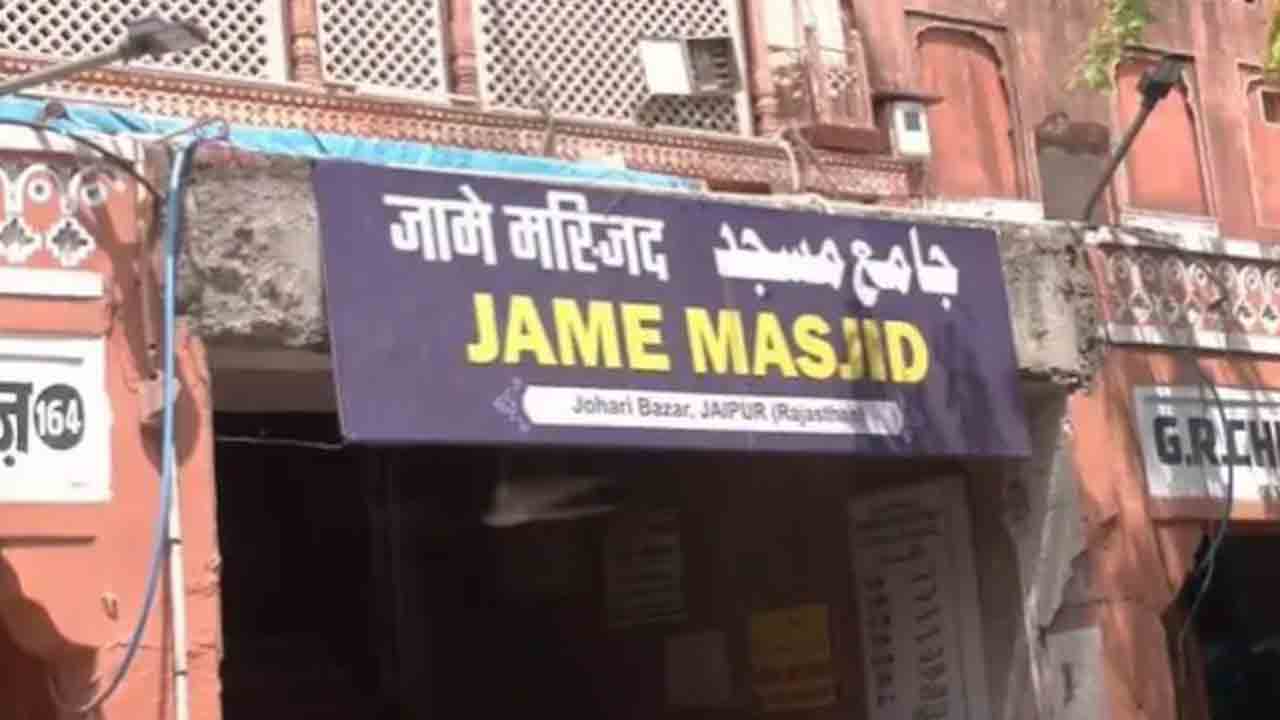 जामे मस्जिद جامع مسجد
JAME MASJID
Johari Bazar, JAIPUR (Rajasthan)
164
G.R.CH